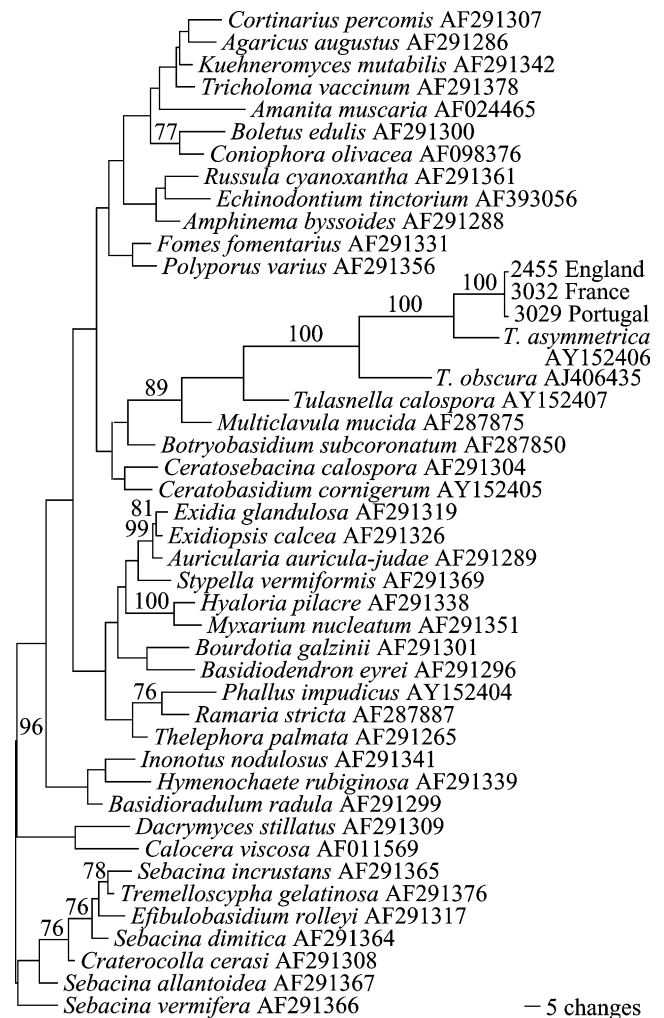 Cortinarius percomis AF291307
Agaricus augustus AF291286
Kuehneromyces mutabilis AF291342
Tricholoma vaccinum AF291378
Amanita muscaria AF024465
77 Boletus edulis AF291300
Coniophora olivacea AF098376
Russula cyanoxantha AF291361
Echinodontium tinctorium AF393056
Amphinema byssoides AF291288
Fomes fomentarius AF291331
Polyporus varius AF291356
2455 England
100
3032 France
100
3029 Portugal
100
T. asymmetrica
AY152406
T. obscura AJ406435
89
Tulasnella calospora AY152407
Multiclavula mucida AF287875
Botryobasidium subcoronatum AF287850
Ceratosebacina calospora AF291304
Ceratobasidium cornigerum AY152405
81 Exidia glandulosa AF291319
99 Exidiopsis calcea AF291326
Auricularia auricula-judae AF291289
Stypella vermiformis AF291369
100 Hyaloria pilacre AF291338
Myxarium nucleatum AF291351
Bourdotia galzinii AF291301
Basidiodendron eyrei AF291296
76 Phallus impudicus AY152404
Ramaria stricta AF287887
96
Thelephora palmata AF291265
Inonotus nodulosus AF291341
Hymenochaete rubiginosa AF291339
Basidioradulum radula AF291299
Dacrymyces stillatus AF291309
Calocera viscosa AF011569
78 Sebacina incrustans AF291365
Tremelloscypha gelatinosa AF291376
76 Efibulobasidium rolleyi AF291317
76 Sebacina dimitica AF291364
Craterocolla cerasi AF291308
Sebacina allantoidea AF291367
Sebacina vermifera AF291366
5 changes